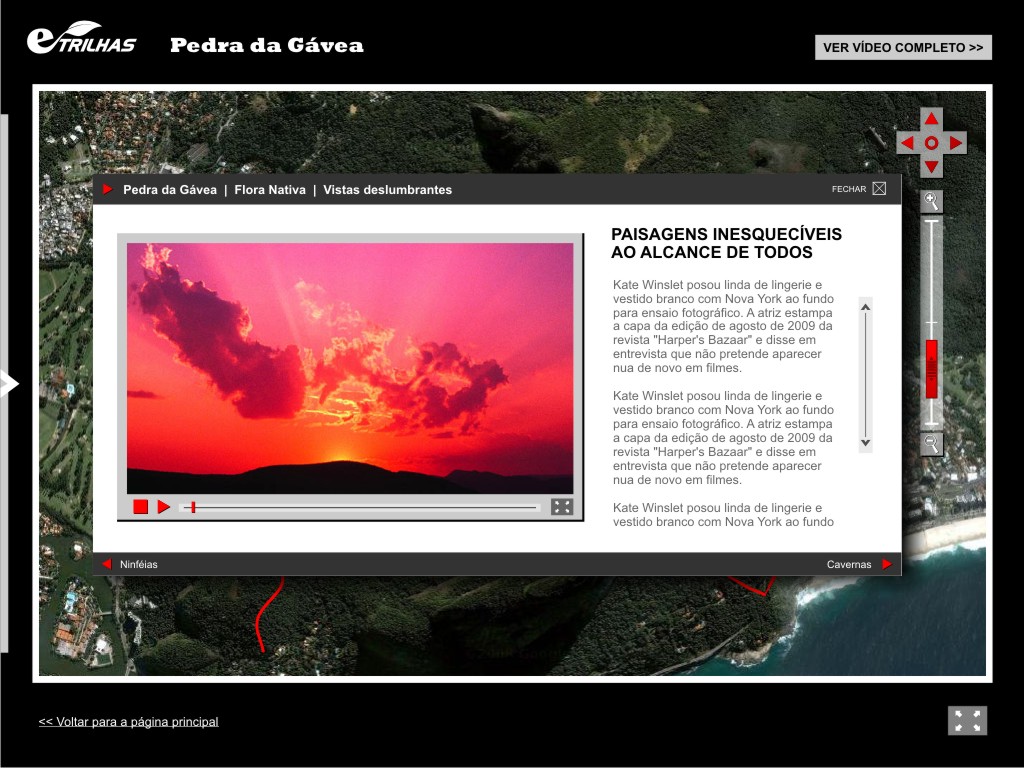 eTRILHAS
Pedra da Gávea
VER VÍDEO COMPLETO >>
Pedra da Gávea | Flora Nativa | Vistas deslumbrantes
FECHAR
PAISAGENS INESQUECÍVEIS
AO ALCANCE DE TODOS
Kate Winslet posou linda de lingerie e
vestido branco com Nova York ao fundo
para ensaio fotográfico. A atriz estampa
a capa da edição de agosto de 2009 da
revista "Harper's Bazaar" e disse em
entrevista que não pretende aparecer
nua de novo em filmes.
Kate Winslet posou linda de lingerie e
vestido branco com Nova York ao fundo
para ensaio fotográfico. A atriz estampa
a capa da edição de agosto de 2009 da
revista "Harper's Bazaar" e disse em
entrevista que não pretende aparecer
nua de novo em filmes.
Kate Winslet posou linda de lingerie e
vestido branco com Nova York ao fundo
Ninféias
Cavernas
<< Voltar para a página principal